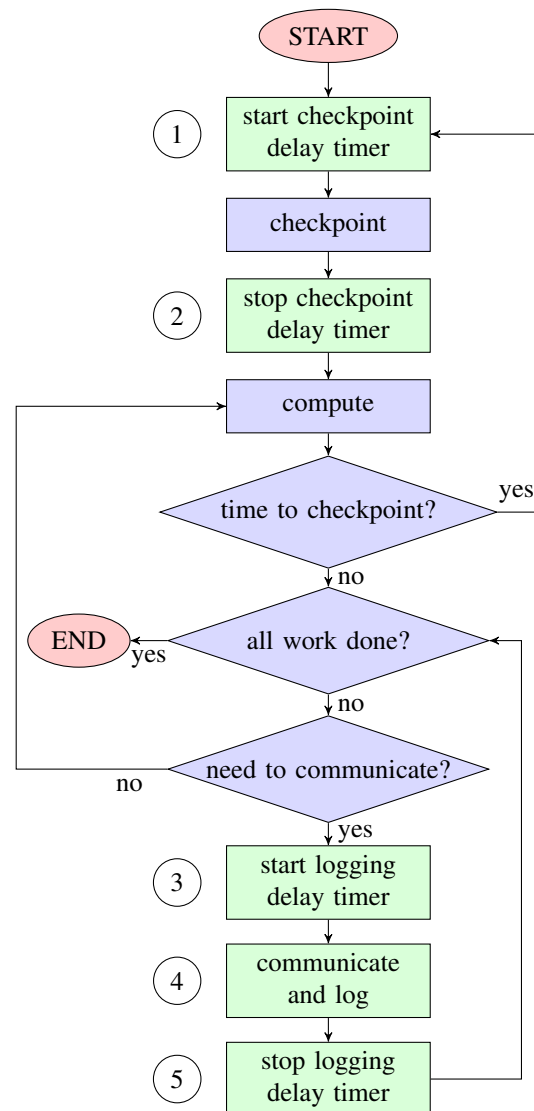 START
1
start checkpoint
delay timer
checkpoint
2
stop checkpoint
delay timer
compute
time to checkpoint?
yes
no
END
yes
all work done?
no
need to communicate?
no
yes
3
start logging
delay timer
4
communicate
and log
5
stop logging
delay timer